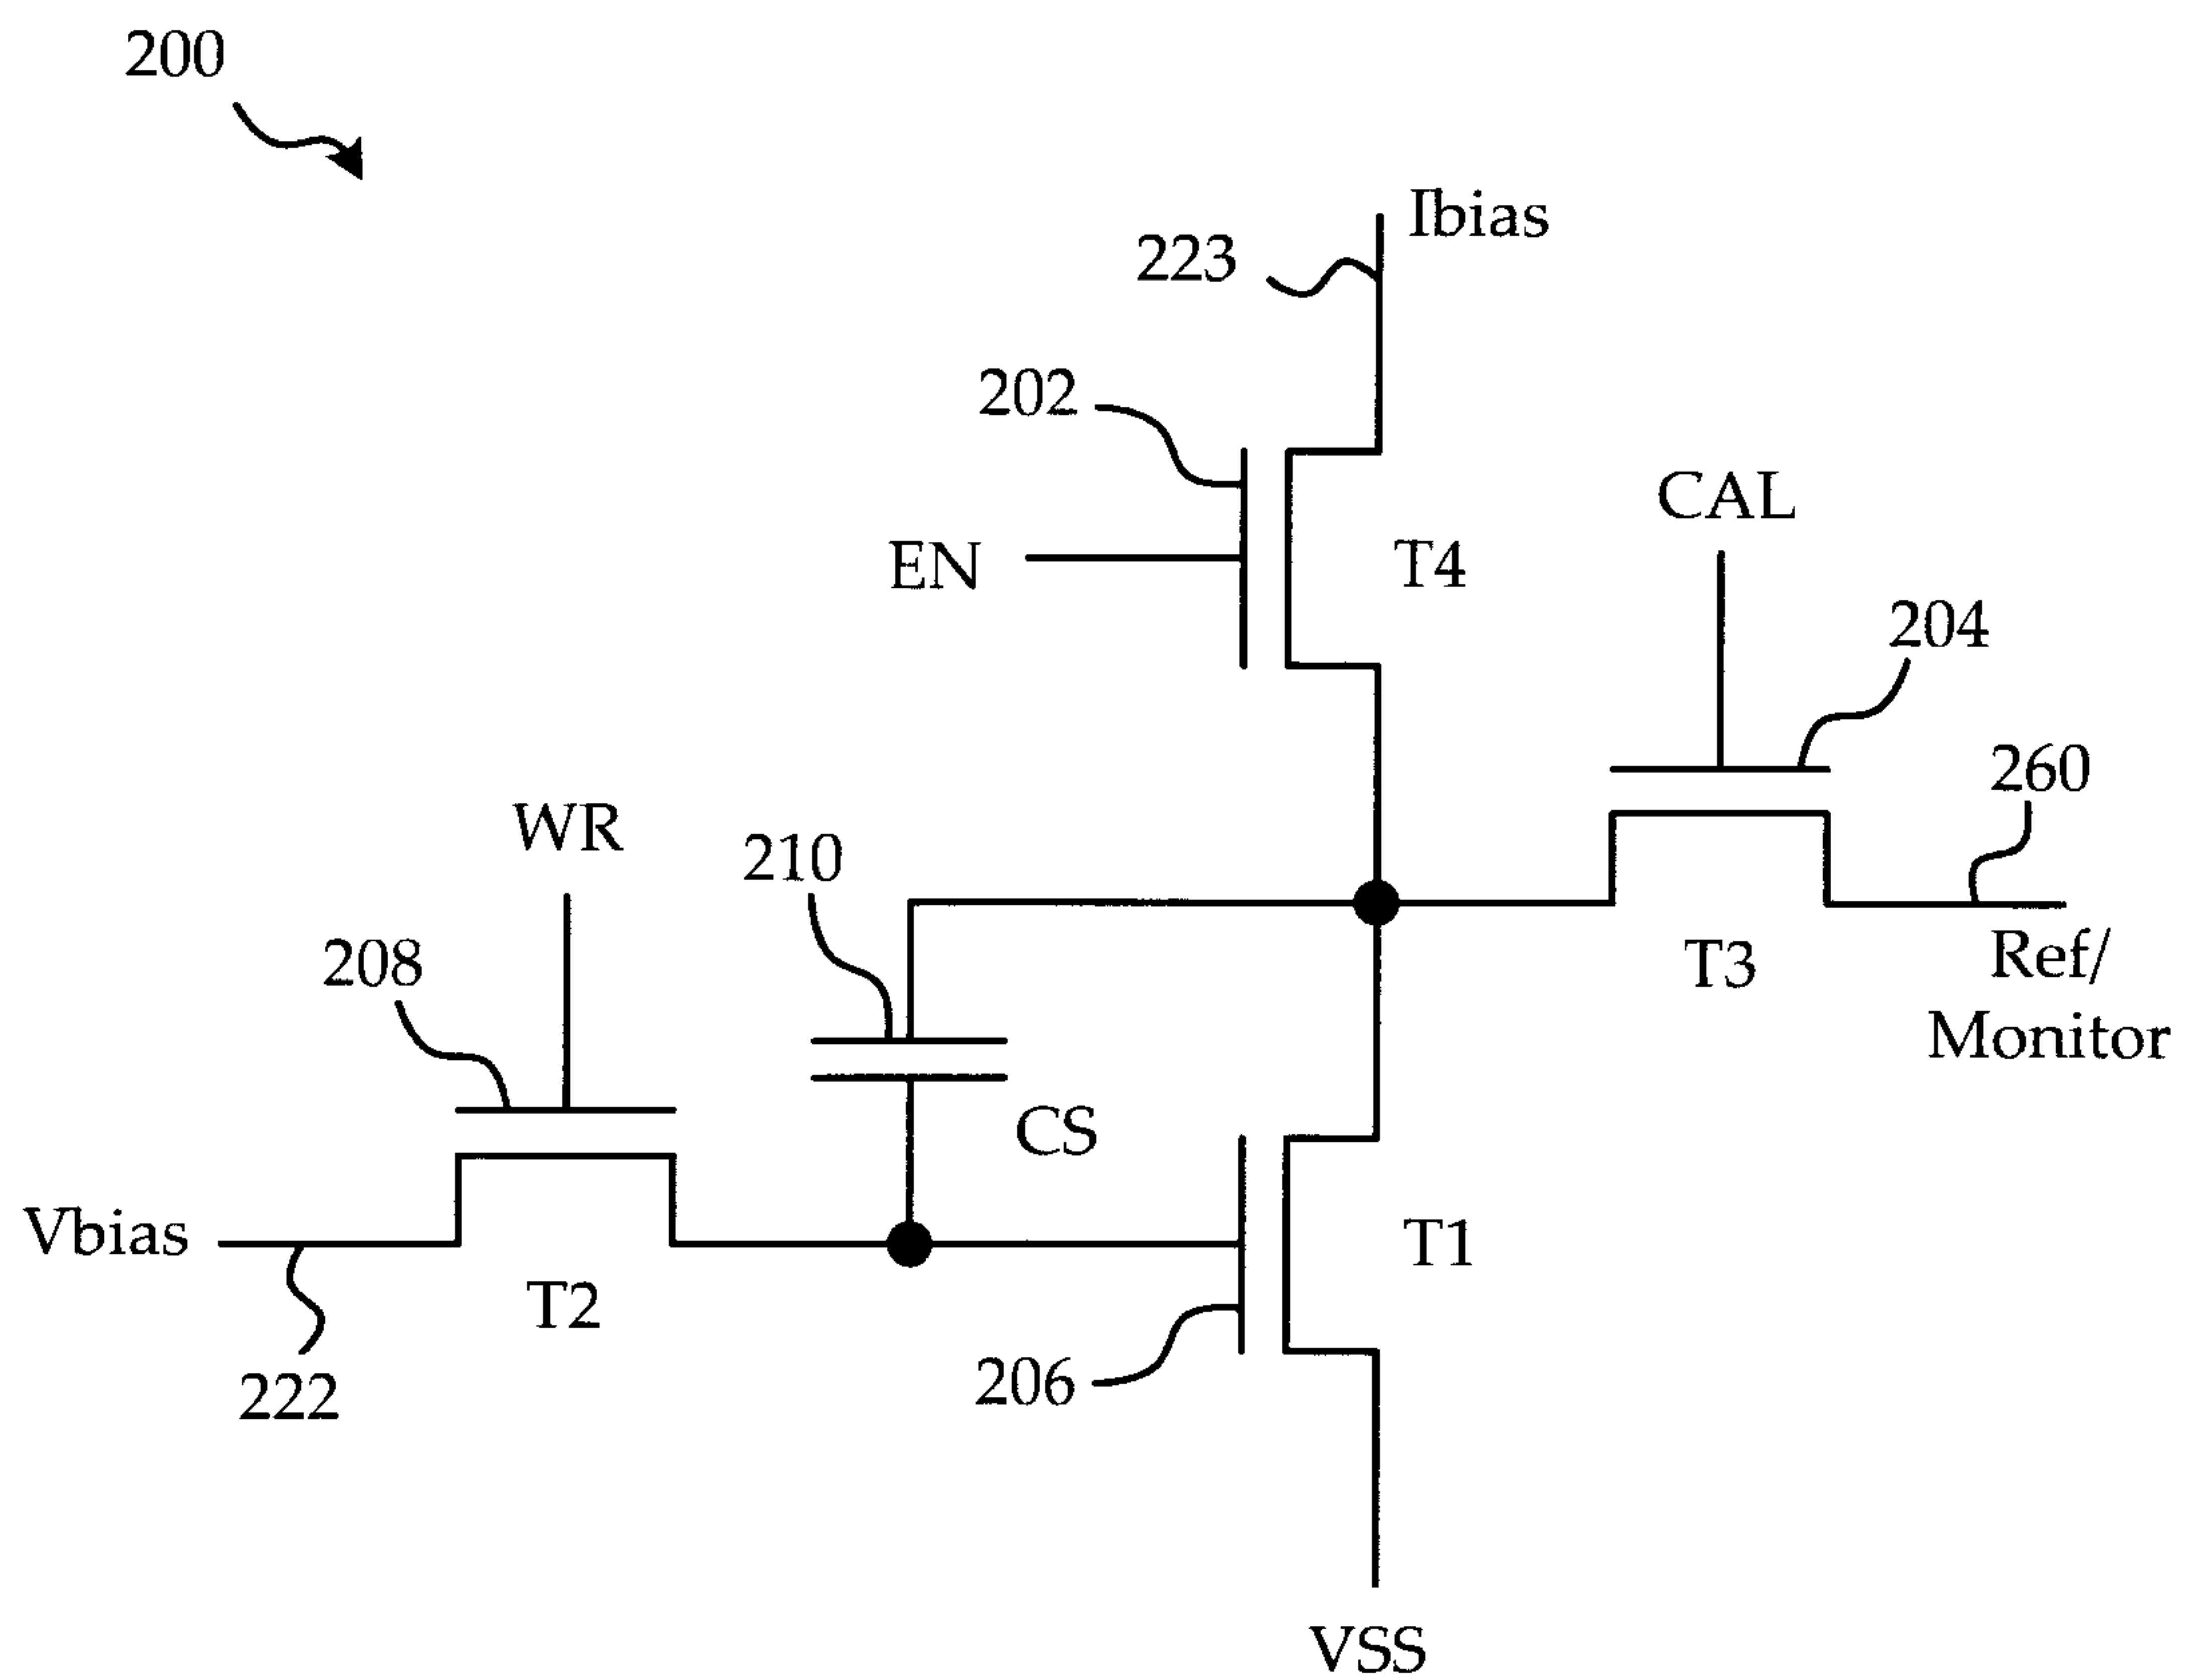 200
Ibias
223
202
CAL
EN
T4
204
260
WR
210
208
T3
Ref/
Monitor
CS
Vbias
T1
T2
206
222
VSS